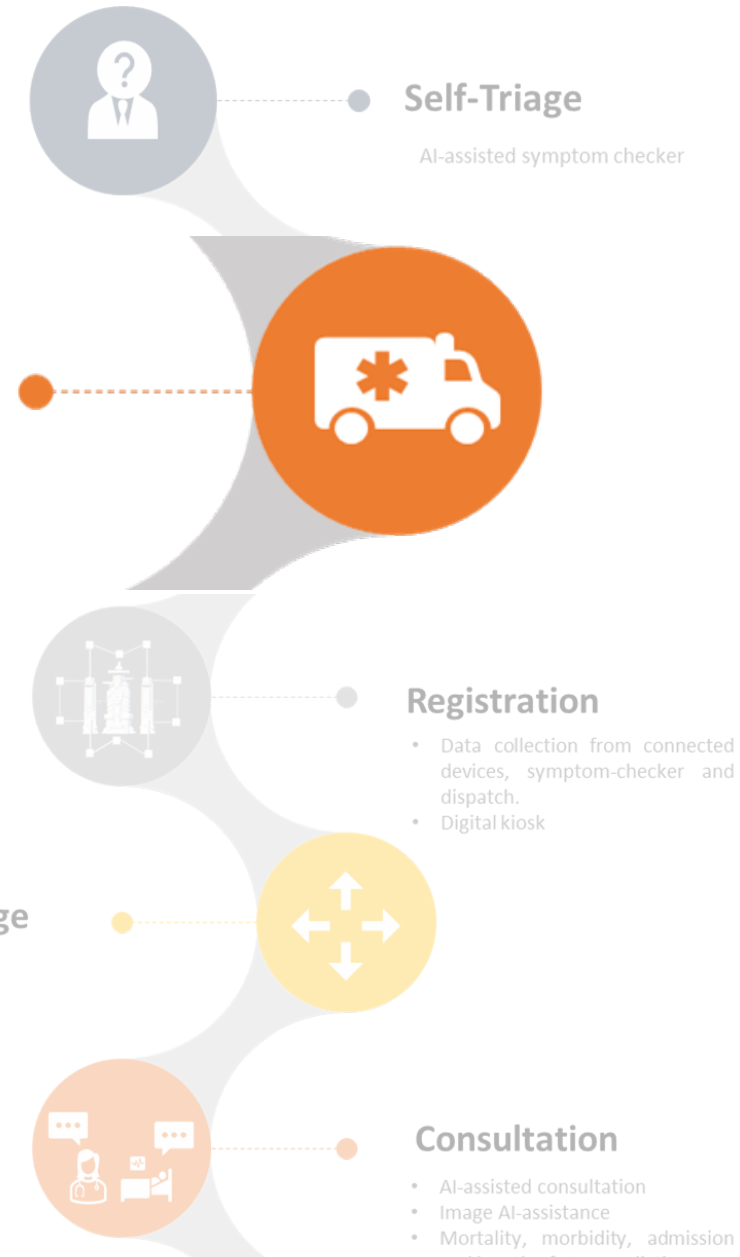 ?
Self-Triage
AI-assisted symptom checker
Registration
• Data collection from connected
devices, symptom-checker and
dispatch.
• Digital kiosk
ge
Consultation
• AI-assisted consultation
• Image AI-assistance
• Mortality, morbidity, admission